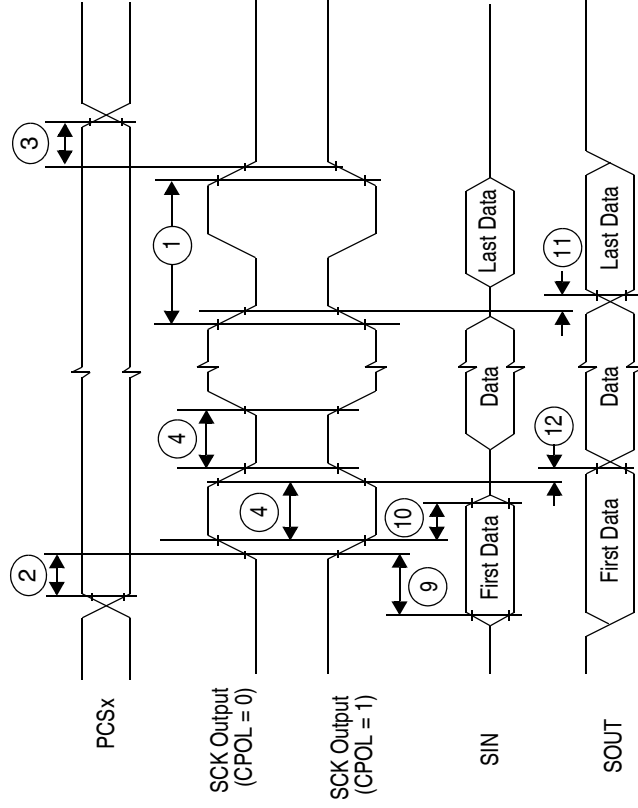 PCSx
2
3
SCK Output
(CPOL = 0)
4
1
SCK Output
(CPOL = 1)
4
9
10
SIN
First Data
Data
Last Data
12
11
SOUT
First Data
Data
Last Data